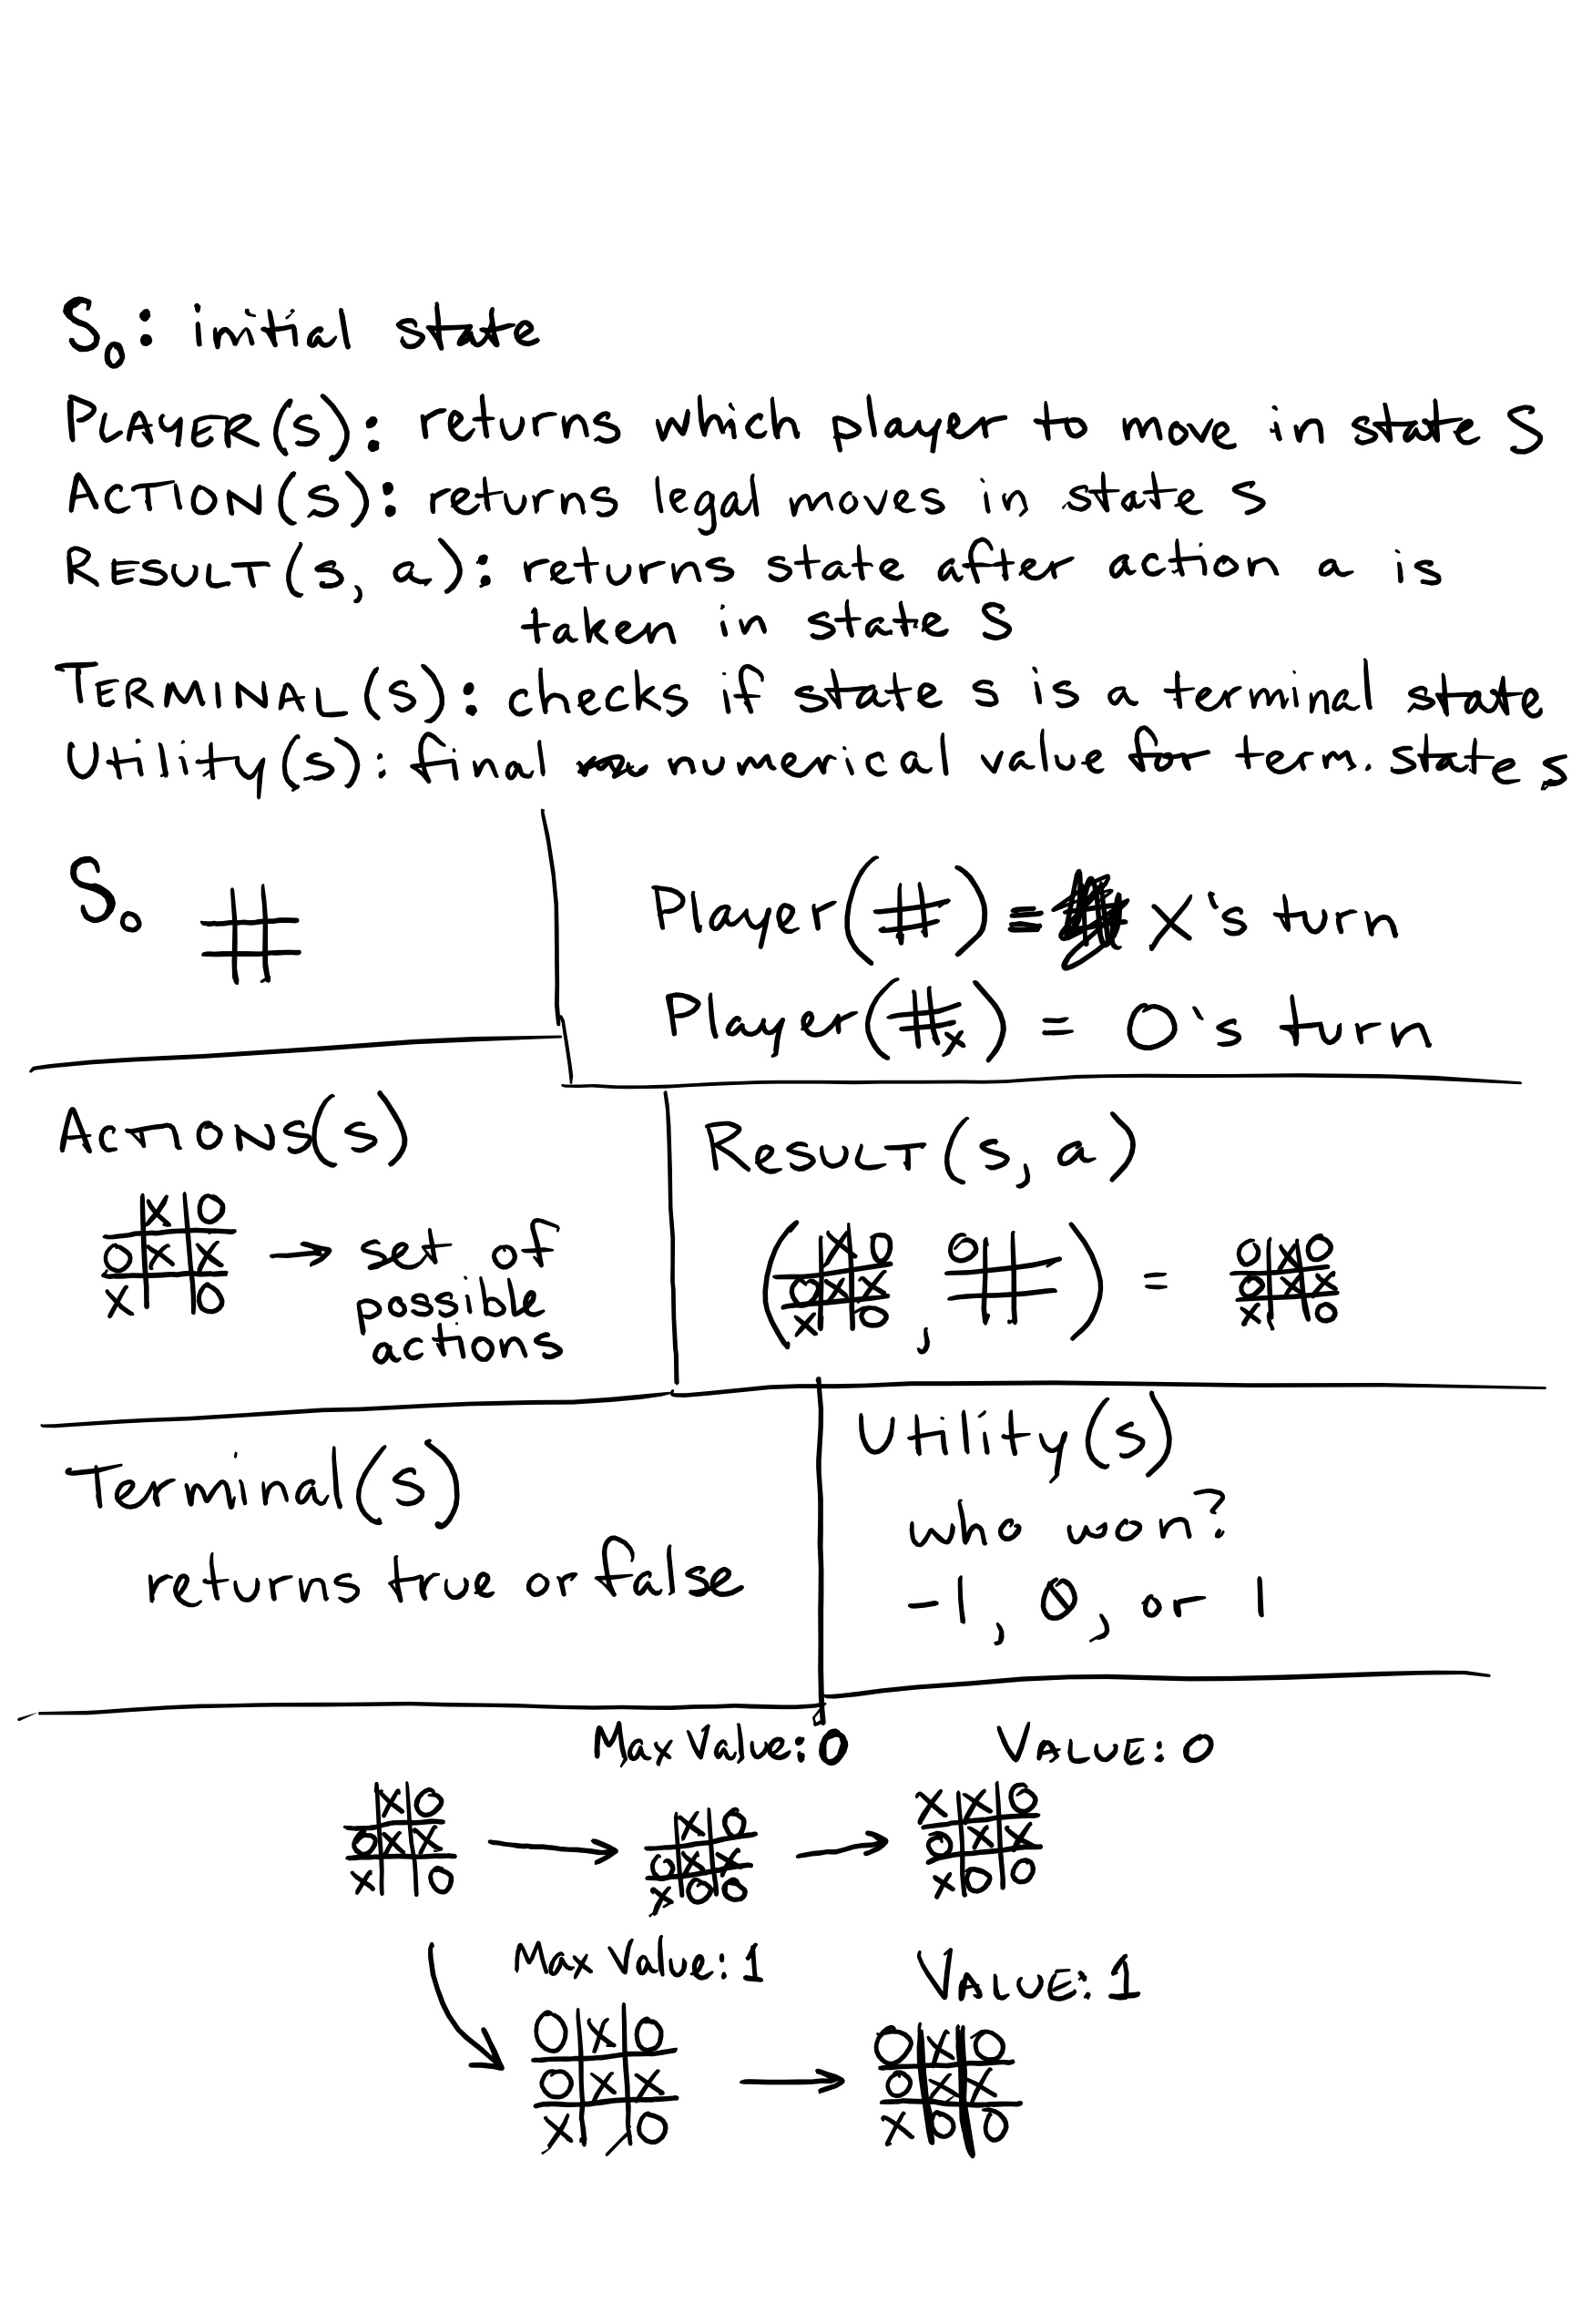 S₀: initial state
PLAYER(s): returns which player to move in state S
ACTION(s): returns legal moves in state S
RESULT(s, a): returns state after action a is
taken in state S
TERMINAL(s): checks if state s is a terminal state
Utility(s): final numerical value for term. state s
S₀
Player(#) = X's turn
Player(#x) = O's turn
ACTIONs(s)
X O
O X X → set of
X O possible
actions
RESULT(s, a)
X O O O X O
( O X X , # ) = O X X
X O X O
Terminal(s)
returns true or false
Utility(s)
who won?
-1, 0, or 1
Max Value: 0 VALUE: 0
X O X O X X O
O X X O X X O X X
X O X O O X O O
Max Value: 1 VALUE: 1
O X O O X O
O X X O X X
X O X O O